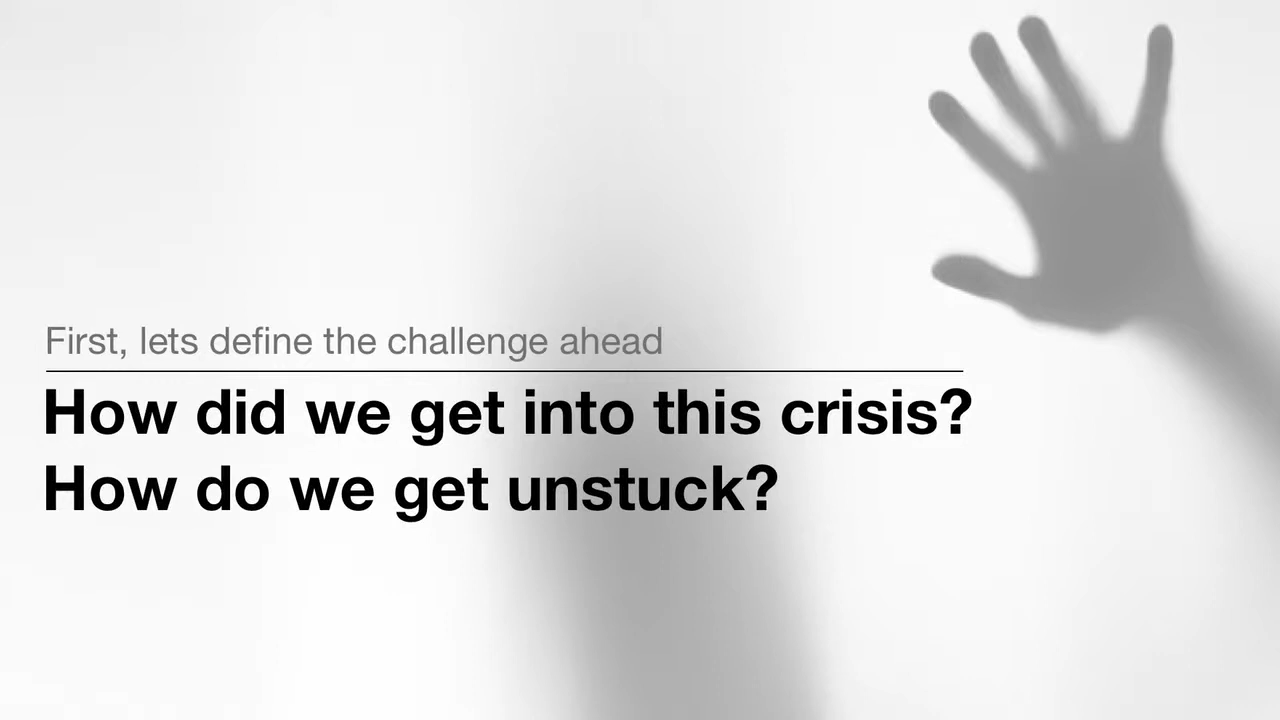 First, lets define the challenge ahead
How did we get into this crisis?
How do we get unstuck?